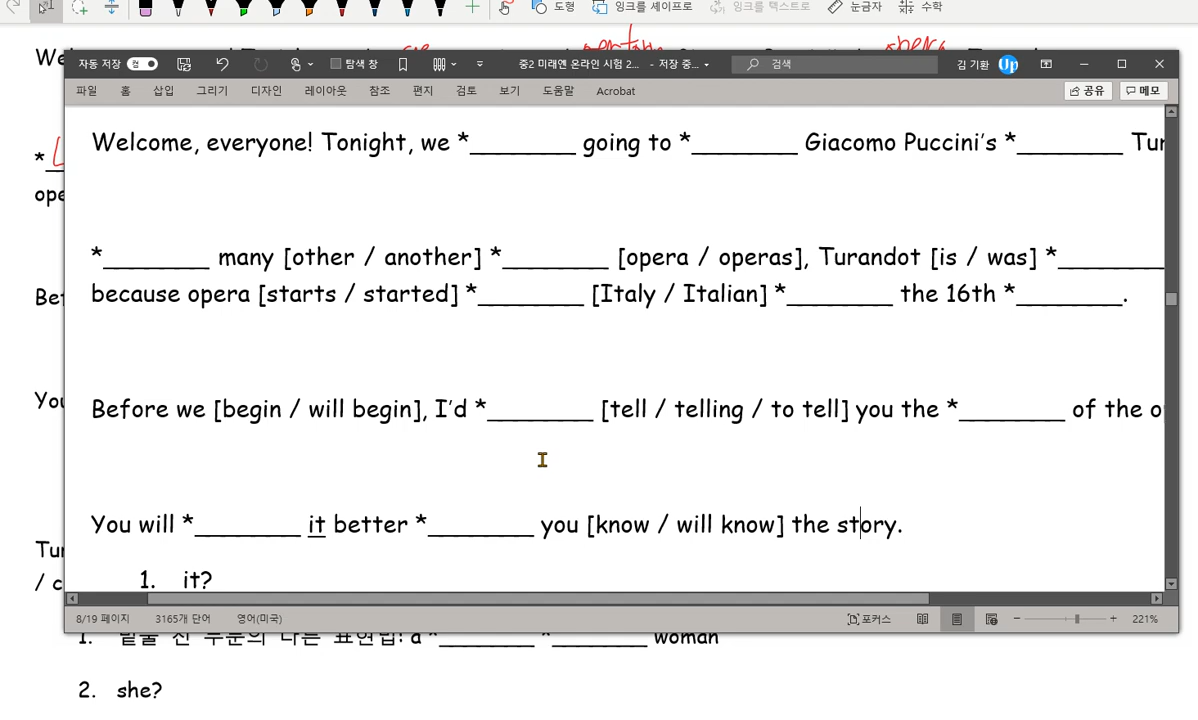 도형 잉크를 셰이프로 잉크를 텍스트로 눈금자 수학
We
자동 저장 컴 탐색 창 중2 미래엔 온라인 시험 2... - 저장 중... 검색 김 기환 Up
파일 홈 삽입 그리기 디자인 레이아웃 참조 편지 검토 보기 도움말 Acrobat 공유 메모
Welcome, everyone! Tonight, we *________ going to *________ Giacomo Puccini's *________ Tur
*
ope
*________ many [other / another] *________ [opera / operas], Turandot [is / was] *________
because opera [starts / started] *________ [Italy / Italian] *________ the 16th *________.
Bef
You
Before we [begin / will begin], I'd *________ [tell / telling / to tell] you the *________ of the o
You will *________ it better *________ you [know / will know] the story.
Tur
/ c
1. it?
8/19 페이지 3165개 단어 영어(미국) 포커스 221%
1. 밑줄 친 부분의 다른 표현법! a *________ *________ woman
2. she?